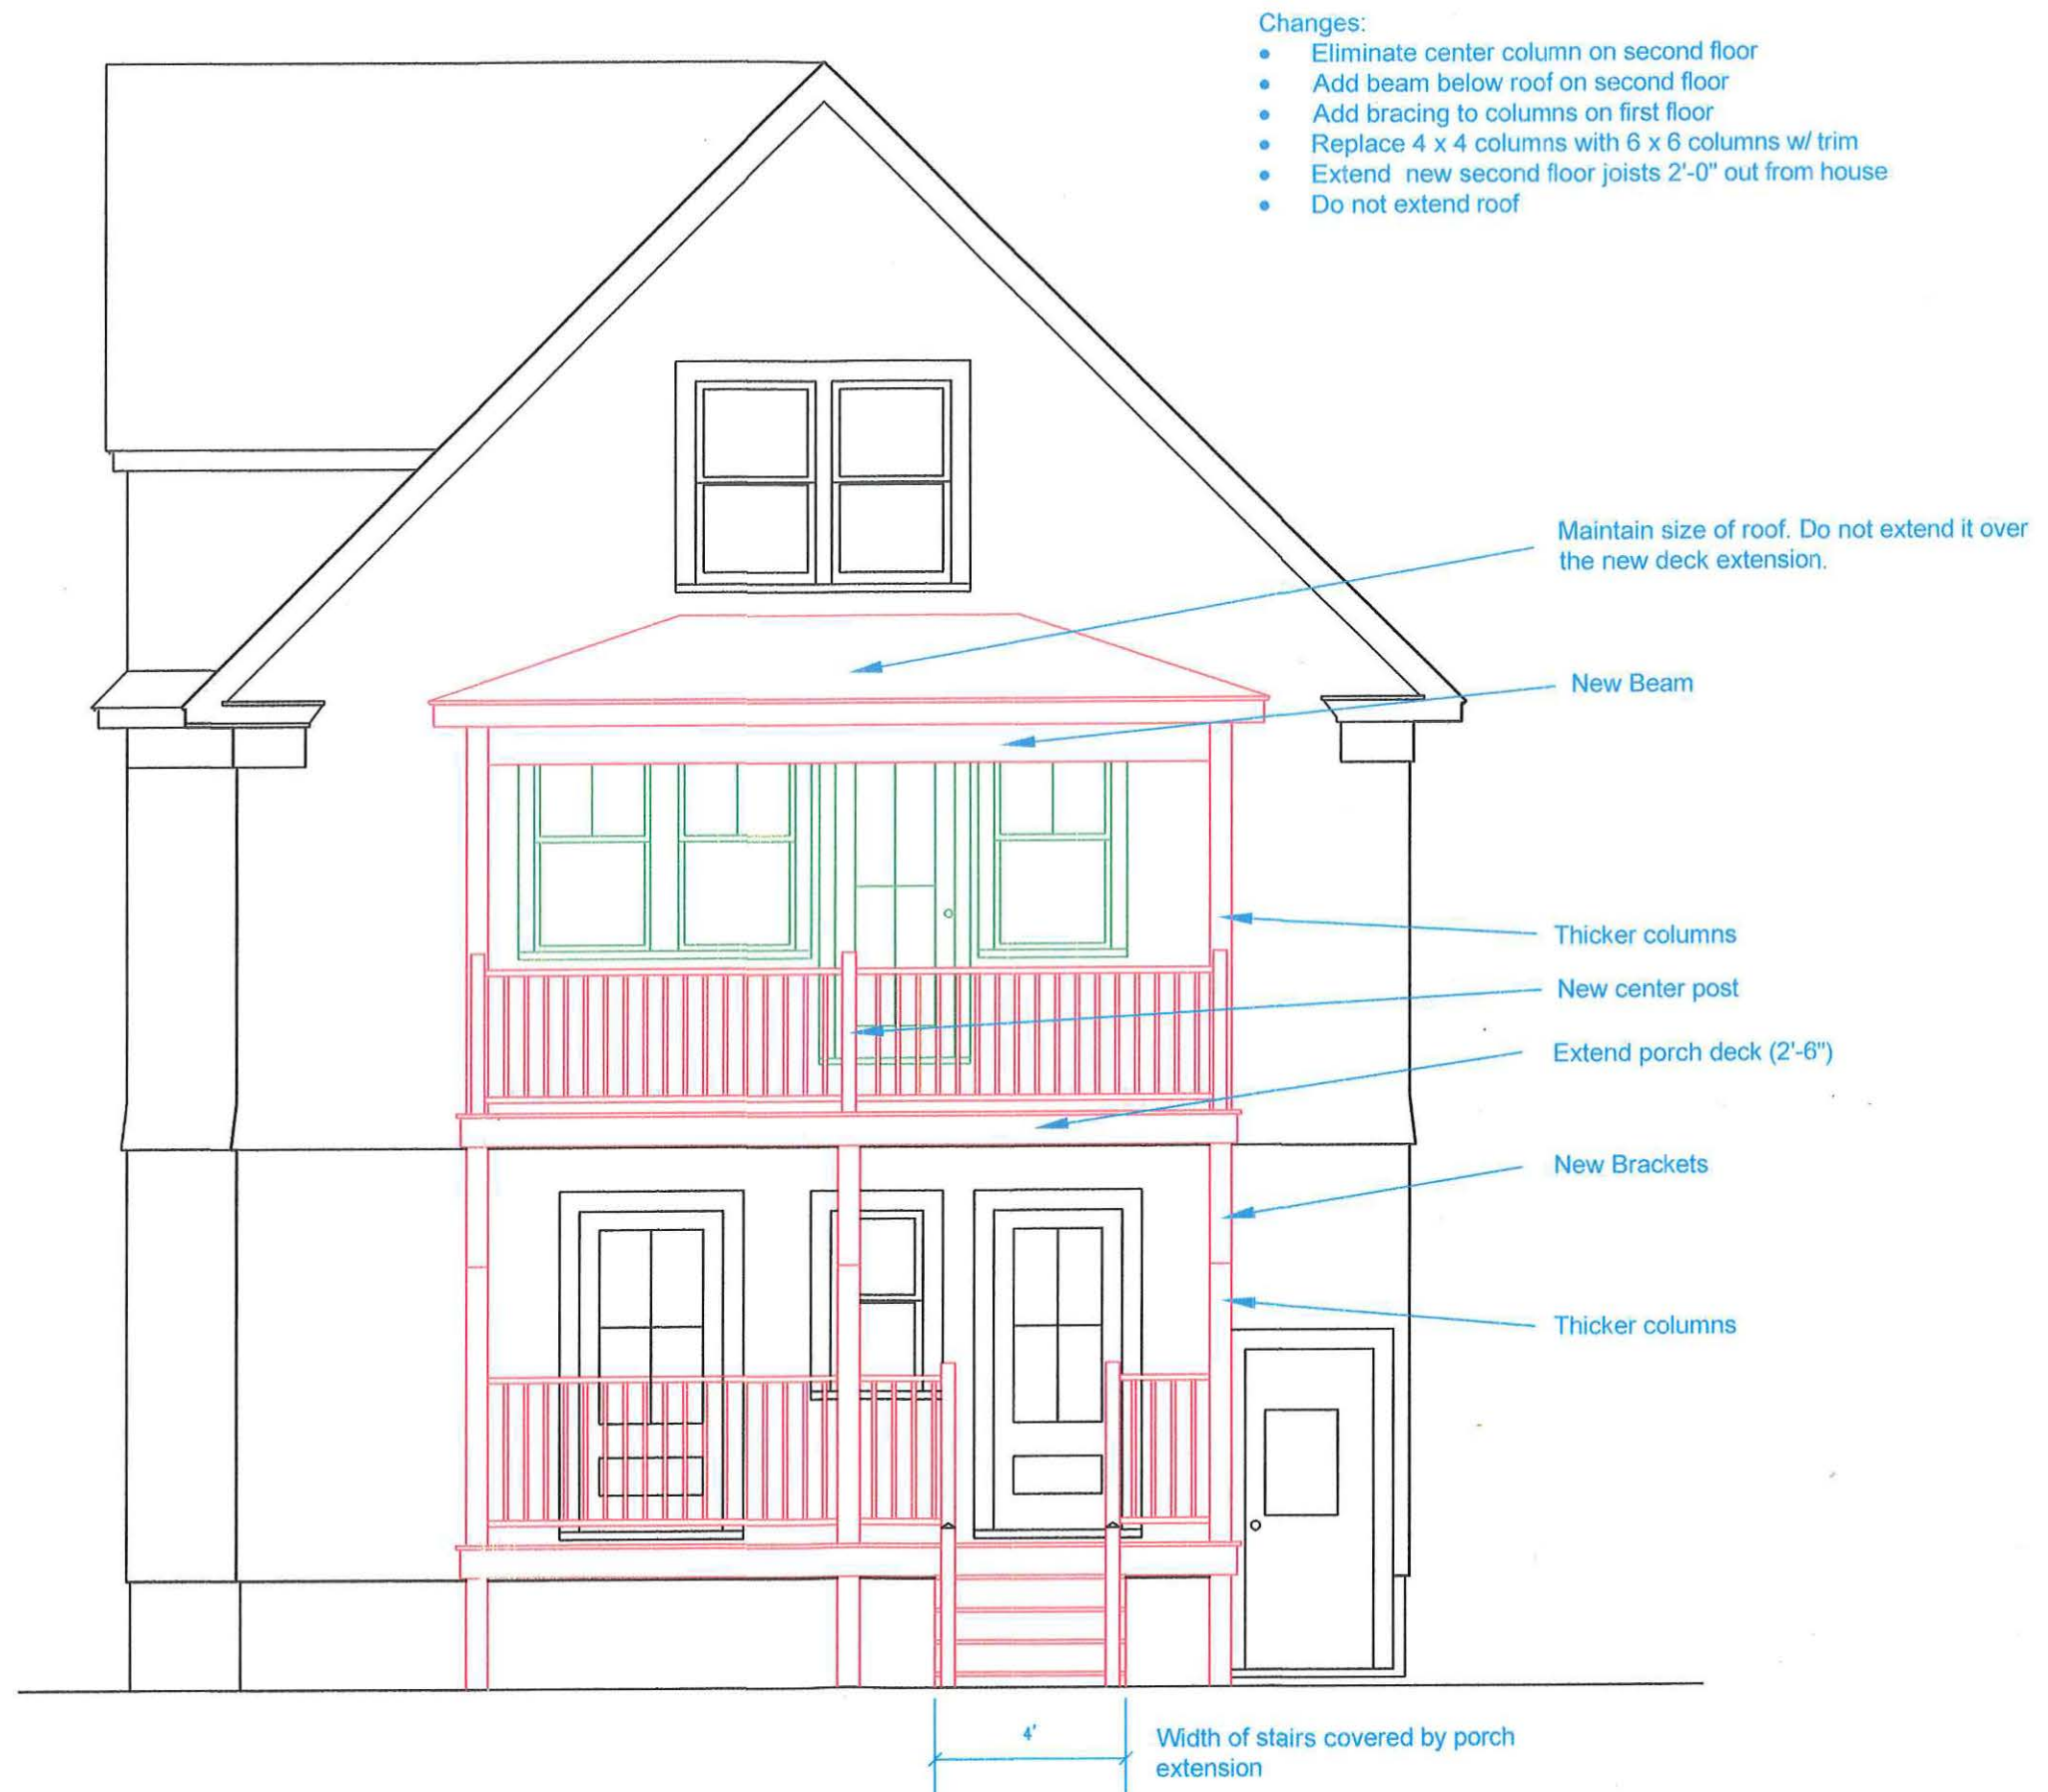 Changes:
• Eliminate center column on second floor
• Add beam below roof on second floor
• Add bracing to columns on first floor
• Replace 4 x 4 columns with 6 x 6 columns w/ trim
• Extend new second floor joists 2'-0" out from house
• Do not extend roof
Maintain size of roof. Do not extend it over
the new deck extension.
New Beam
Thicker columns
New center post
Extend porch deck (2'-6")
New Brackets
Thicker columns
4'
Width of stairs covered by porch
extension